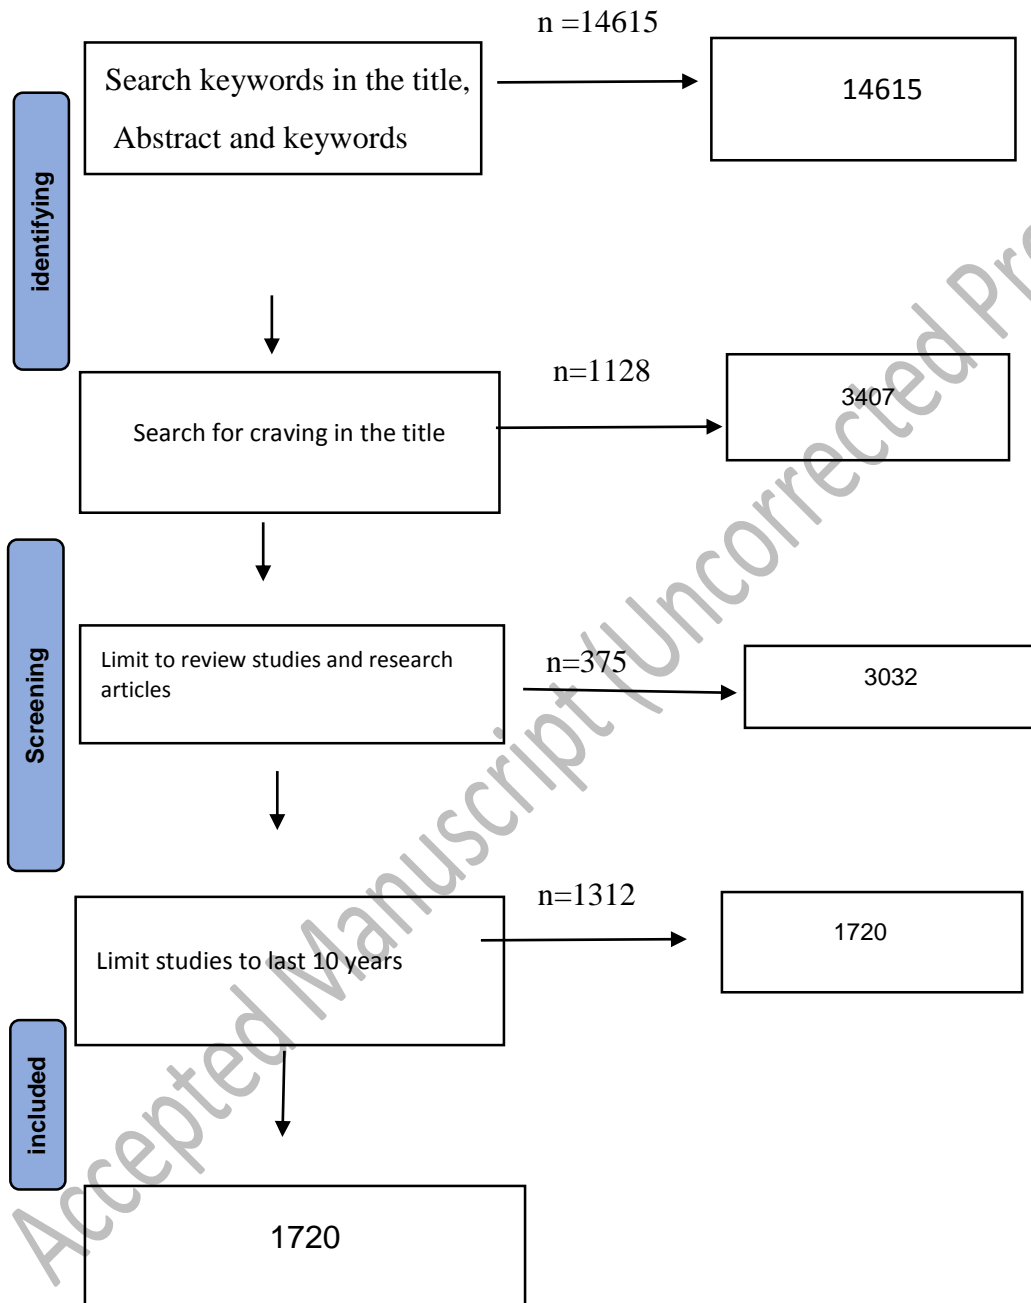 n =14615
Search keywords in the title,
Abstract and keywords
14615
identifying
n=1128
Search for craving in the title
3407
Screening
Limit to review studies and research
articles
n=375
3032
n=1312
Limit studies to last 10 years
1720
included
1720
Accepted Manuscript (Uncorrected Pro